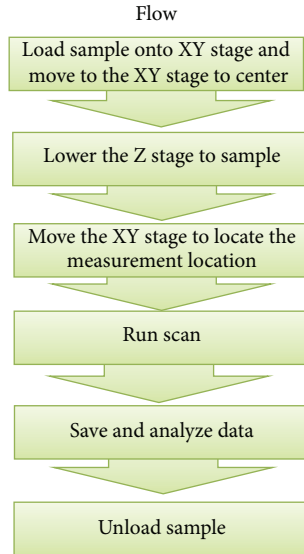 Flow
Load sample onto XY stage and
move to the XY stage to center
Lower the Z stage to sample
Move the XY stage to locate the
measurement location
Run scan
Save and analyze data
Unload sample